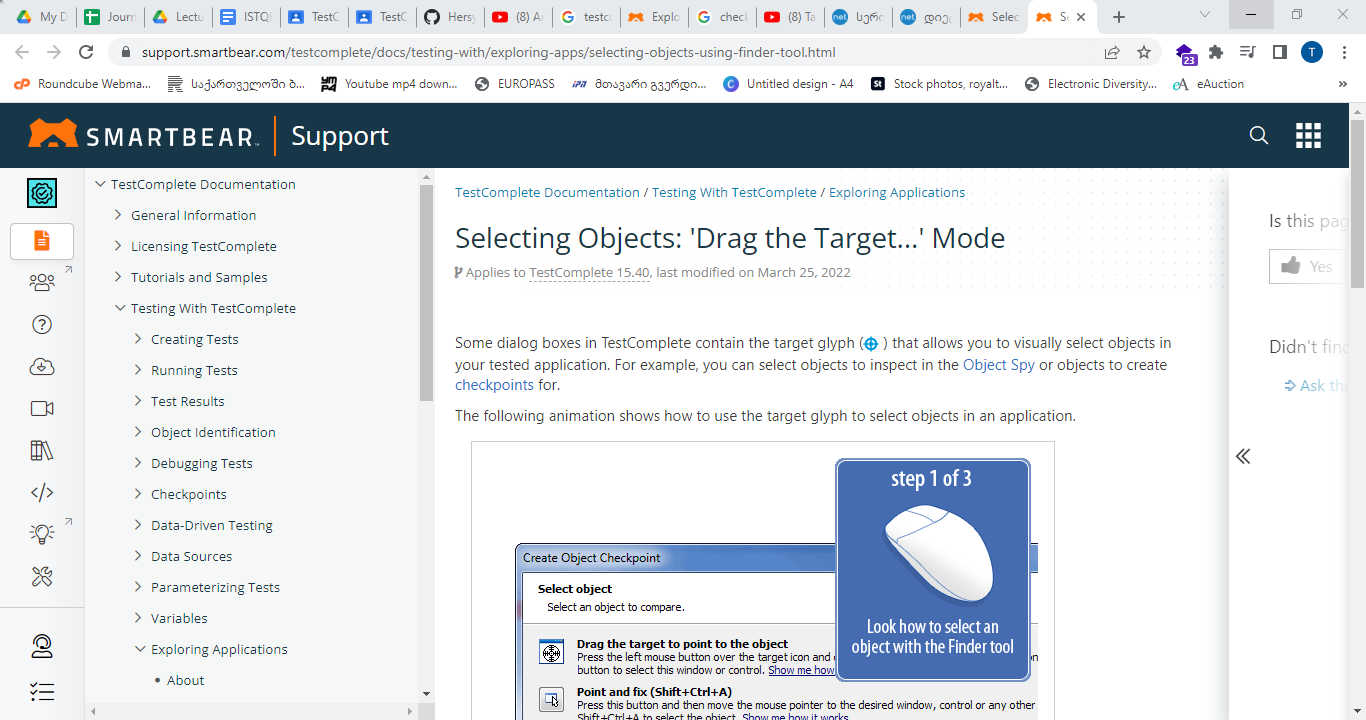 My D
Journ
Lectu
ISTQ
TestC
TestC
Hersy
(8) A
testco
Explo
check
(8) Ta
სერო
დიე
Selec
Se
support.smartbear.com/testcomplete/docs/testing-with/exploring-apps/selecting-objects-using-finder-tool.html
23
T
Roundcube Webma...
საქართველოში ბ...
Youtube mp4 down...
EUROPASS
მთავარი გვერდი...
Untitled design - A4
Stock photos, royalt...
Electronic Diversity...
eAuction
SMARTBEAR
Support
TestComplete Documentation
General Information
Licensing TestComplete
Tutorials and Samples
Testing With TestComplete
Creating Tests
Running Tests
Test Results
Object Identification
Debugging Tests
Checkpoints
Data-Driven Testing
Data Sources
Parameterizing Tests
Variables
Exploring Applications
About
TestComplete Documentation / Testing With TestComplete / Exploring Applications
Selecting Objects: 'Drag the Target...' Mode
Applies to TestComplete 15.40, last modified on March 25, 2022
Some dialog boxes in TestComplete contain the target glyph ( ) that allows you to visually select objects in
your tested application. For example, you can select objects to inspect in the Object Spy or objects to create
checkpoints for.
The following animation shows how to use the target glyph to select objects in an application.
step 1 of 3
Look how to select an
object with the Finder tool
Create Object Checkpoint
Select object
Select an object to compare.
Drag the target to point to the object
Press the left mouse button over the target icon and
button to select this window or control. Show me how
Point and fix (Shift+Ctrl+A)
Press this button and then move the mouse pointer to the desired window, control or any other
Shift+Ctrl+A to select the object. Show me how it works
Is this pag
Yes
Didn't find
Ask the